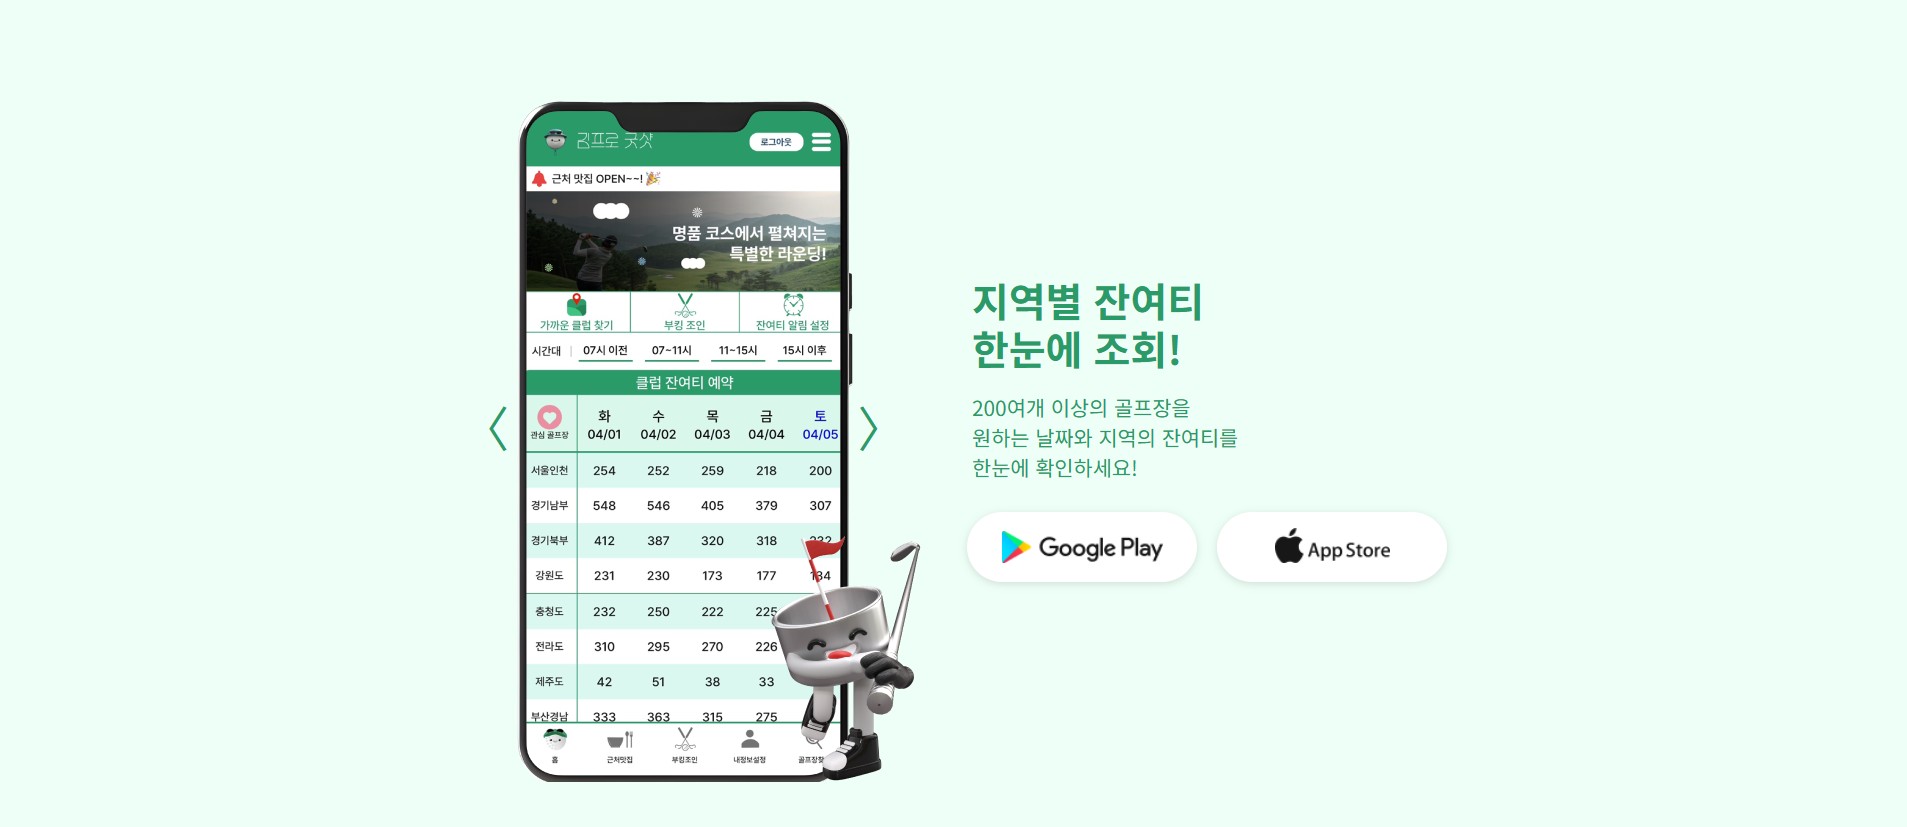 김프로 굿샷
로그아웃
근처 맛집 OPEN~~!
명품 코스에서 펼쳐지는
특별한 라운딩!
가까운 클럽 찾기
부킹 조인
잔여티 알림 설정
시간대 | 07시 이전 07~11시 11~15시 15시 이후
클럽 잔여티 예약
관심 골프장
화 수 목 금 토
04/01 04/02 04/03 04/04 04/05
서울인천 254 252 259 218 200
경기남부 548 546 405 379 307
경기북부 412 387 320 318
강원도 231 230 173 177
충청도 232 250 222 225
전라도 310 295 270 226
제주도 42 51 38 33
부산경남 333 363 315 275
홈 근처맛집 부킹조인 내정보설정
지역별 잔여티
한눈에 조회!
200여개 이상의 골프장을
원하는 날짜와 지역의 잔여티를
한눈에 확인하세요!
Google Play
App Store